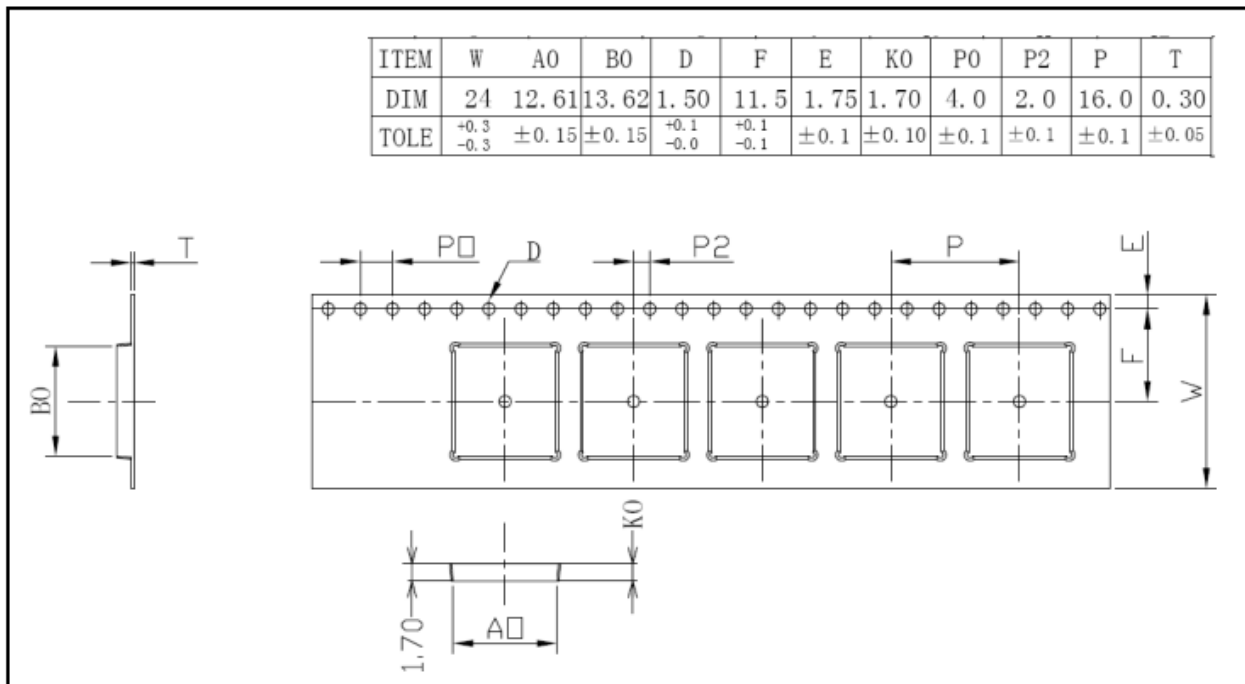 ITEM W A0 B0 D F E K0 P0 P2 P T
DIM 24 12.61 13.62 1.50 11.5 1.75 1.70 4.0 2.0 16.0 0.30
TOLE +0.3 -0.3 ±0.15 ±0.15 +0.1 -0.0 +0.1 -0.1 ±0.1 ±0.10 ±0.1 ±0.1 ±0.1 ±0.05
T P0 D P2 P E
B0 F W
K0
1.70 A0